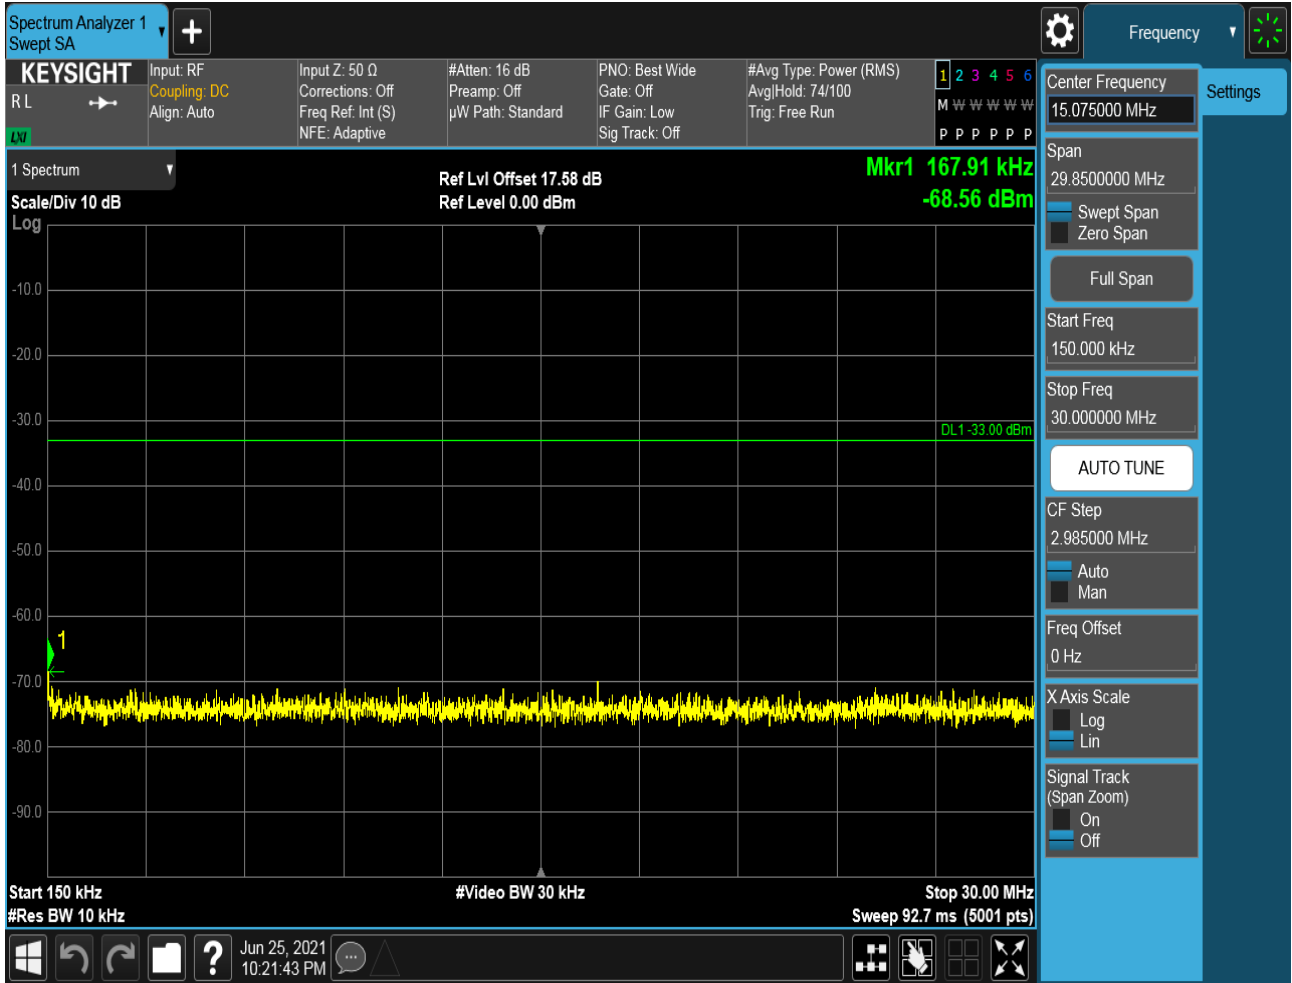 Spectrum Analyzer 1
Swept SA
Frequency
KEYSIGHT
R L
LXI
Input: RF
Coupling: DC
Align: Auto
Input Z: 50 Ω
Corrections: Off
Freq Ref: Int (S)
NFE: Adaptive
#Atten: 16 dB
Preamp: Off
µW Path: Standard
PNO: Best Wide
Gate: Off
IF Gain: Low
Sig Track: Off
#Avg Type: Power (RMS)
Avg|Hold: 74/100
Trig: Free Run
1 2 3 4 5 6
M W W W W W
P P P P P P
1 Spectrum
Scale/Div 10 dB
Log
Ref Lvl Offset 17.58 dB
Ref Level 0.00 dBm
Mkr1 167.91 kHz
-68.56 dBm
-10.0
-20.0
-30.0
DL1 -33.00 dBm
-40.0
-50.0
-60.0
1
-70.0
-80.0
-90.0
Start 150 kHz
#Video BW 30 kHz
Stop 30.00 MHz
#Res BW 10 kHz
Sweep 92.7 ms (5001 pts)
Center Frequency
15.075000 MHz
Settings
Span
29.8500000 MHz
Swept Span
Zero Span
Full Span
Start Freq
150.000 kHz
Stop Freq
30.000000 MHz
AUTO TUNE
CF Step
2.985000 MHz
Auto
Man
Freq Offset
0 Hz
X Axis Scale
Log
Lin
Signal Track
(Span Zoom)
On
Off
?
Jun 25, 2021
10:21:43 PM